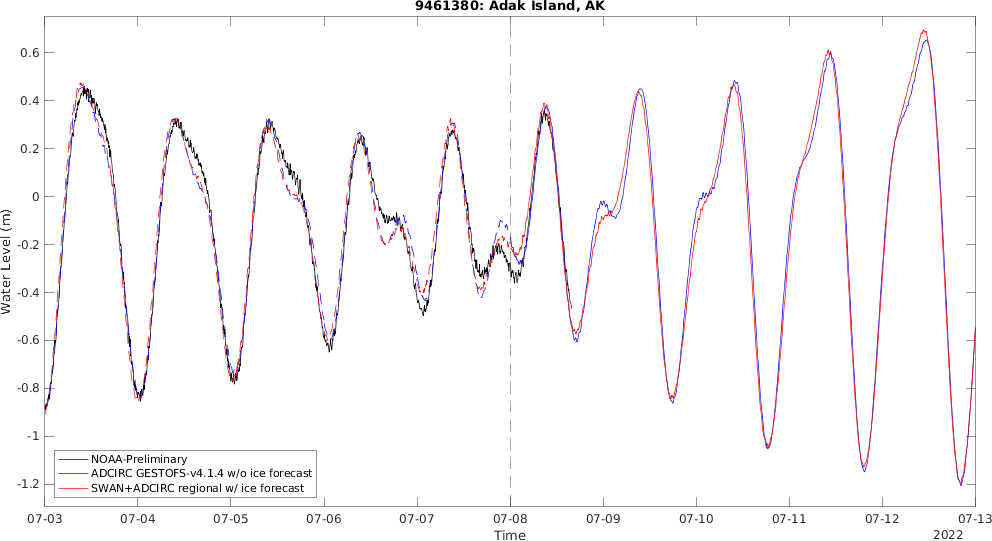 9461380: Adak Island, AK
0.6
0.4
0.2
0
-0.2
-0.4
-0.6
-0.8
-1
-1.2
Water Level (m)
NOAA-Preliminary
ADCIRC GESTOFS-v4.1.4 w/o ice forecast
SWAN+ADCIRC regional w/ ice forecast
07-03 07-04 07-05 07-06 07-07 07-08 07-09 07-10 07-11 07-12 07-13
Time
2022